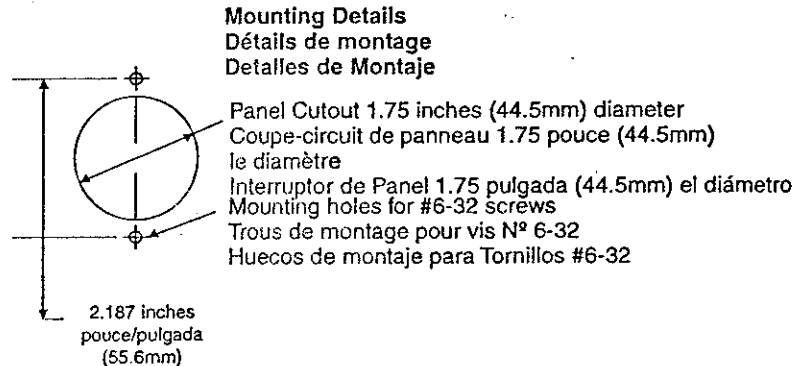 Mounting Details
Détails de montage
Detalles de Montaje
Panel Cutout 1.75 inches (44.5mm) diameter
Coupe-circuit de panneau 1.75 pouce (44.5mm)
le diamètre
Interruptor de Panel 1.75 pulgada (44.5mm) el diámetro
Mounting holes for #6-32 screws
Trous de montage pour vis Nº 6-32
Huecos de montaje para Tornillos #6-32
2.187 inches
pouce/pulgada
(55.6mm)